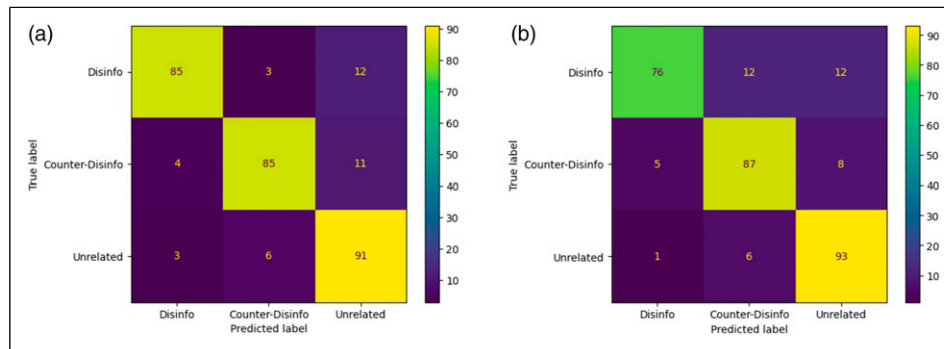 (a)
True label
Disinfo
Counter-Disinfo
Unrelated
85 3 12
4 85 11
3 6 91
Disinfo Counter-Disinfo Unrelated
Predicted label
90
80
70
60
50
40
30
20
10
(b)
True label
Disinfo
Counter-Disinfo
Unrelated
76 12 12
5 87 8
1 6 93
Disinfo Counter-Disinfo Unrelated
Predicted label
90
80
70
60
50
40
30
20
10